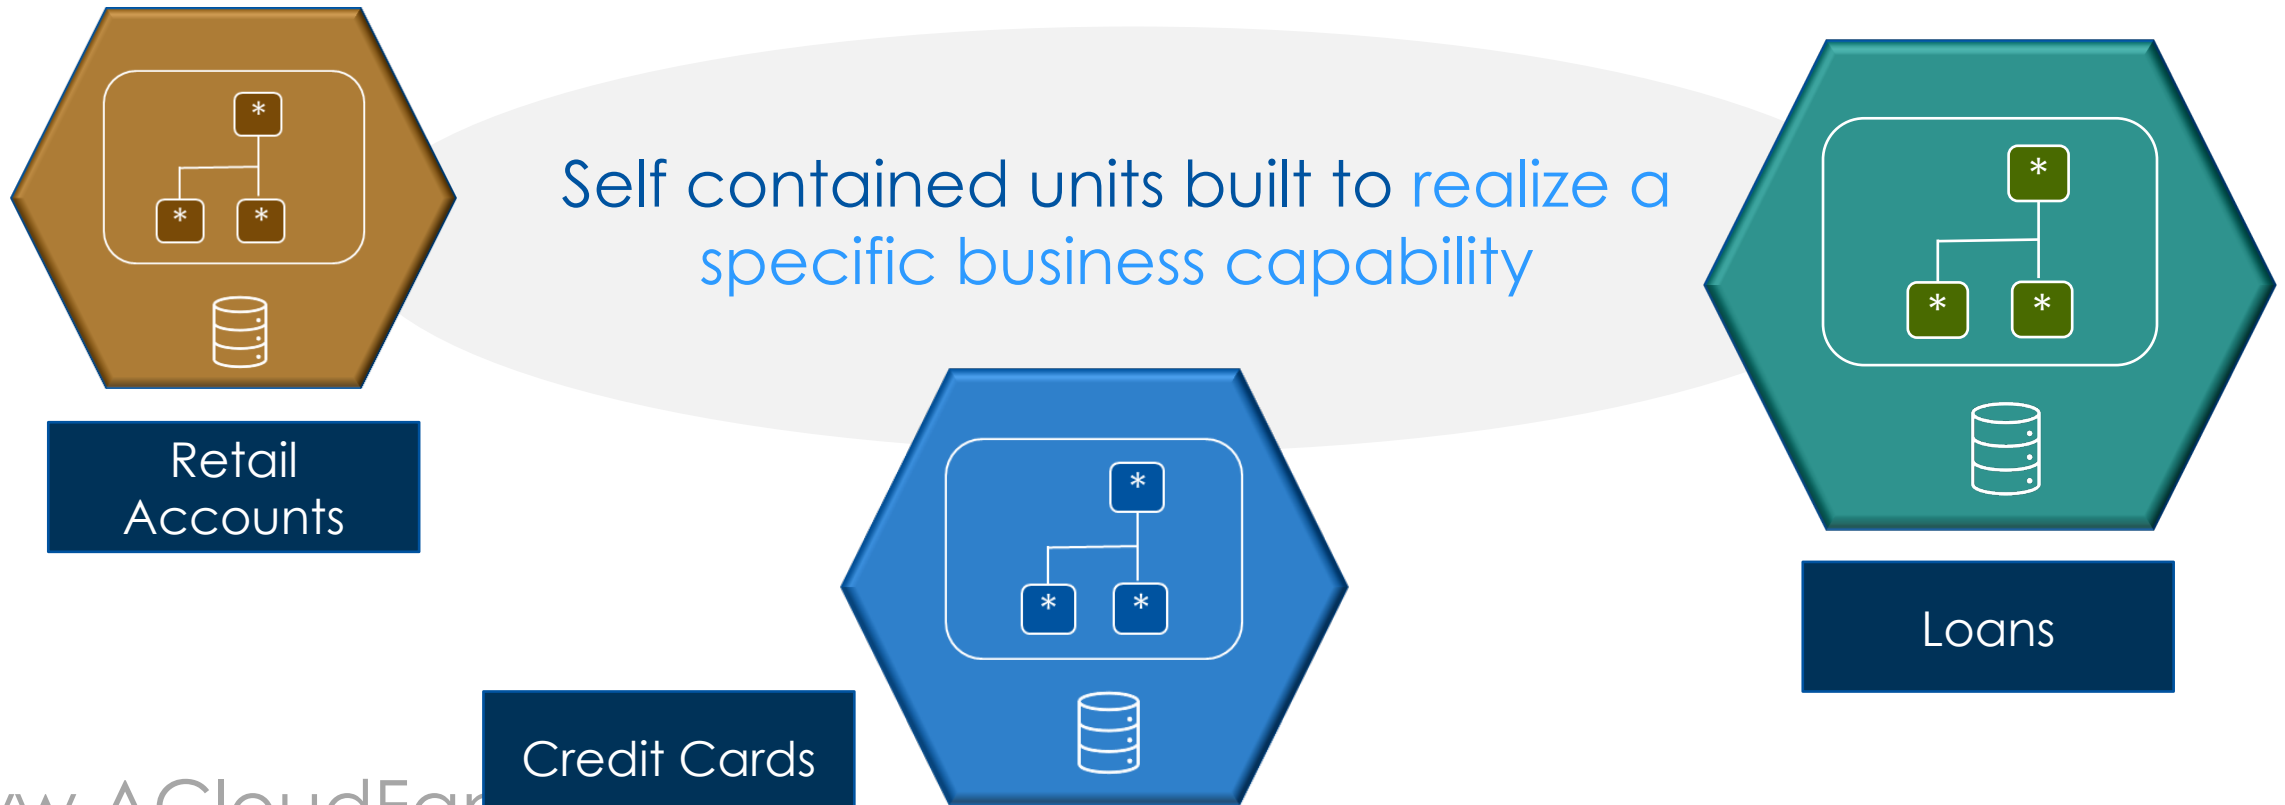 Self contained units built to realize a
specific business capability
*
* *
Retail
Accounts
*
* *
Credit Cards
*
* *
Loans